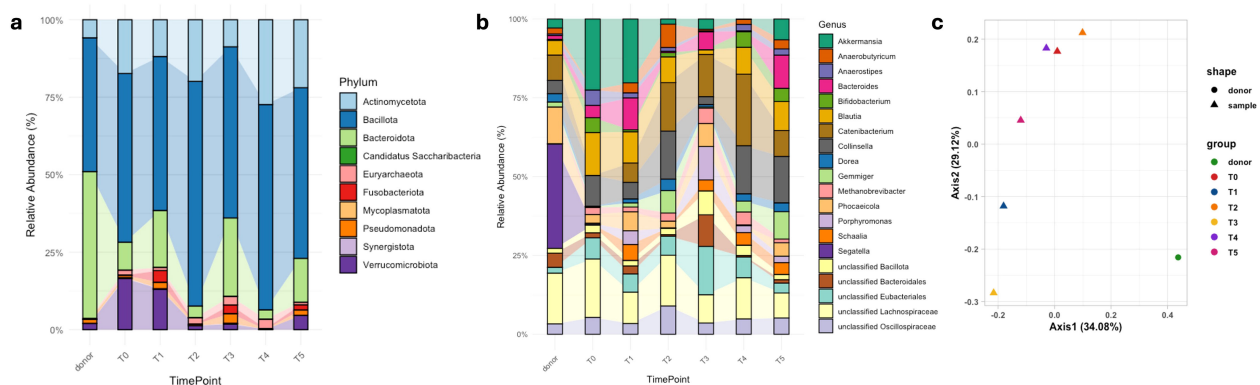 a
100%
75%
50%
25%
0%
Relative Abundance (%)
donor
T0
T1
T2
T3
T4
T5
TimePoint
Phylum
Actinomycetota
Bacillota
Bacteroidota
Candidatus Saccharibacteria
Euryarchaeota
Fusobacteriota
Mycoplasmatota
Pseudomonadota
Synergistota
Verrucomicrobiota
b
100%
75%
50%
25%
0%
Relative Abundance (%)
donor
T0
T1
T2
T3
T4
T5
TimePoint
Genus
Akkermansia
Anaerobutyricum
Anaerostipes
Bacteroides
Bifidobacterium
Blautia
Catenibacterium
Collinsella
Dorea
Gemmiger
Methanobrevibacter
Phocaeicola
Porphyromonas
Schaalia
Segatella
unclassified Bacillota
unclassified Bacteroidales
unclassified Eubacteriales
unclassified Lachnospiraceae
unclassified Oscillospiraceae
c
0.2
0.1
0.0
-0.1
-0.2
-0.3
Axis2 (29.12%)
-0.2
0.0
0.2
0.4
Axis1 (34.08%)
shape
donor
sample
group
donor
T0
T1
T2
T3
T4
T5